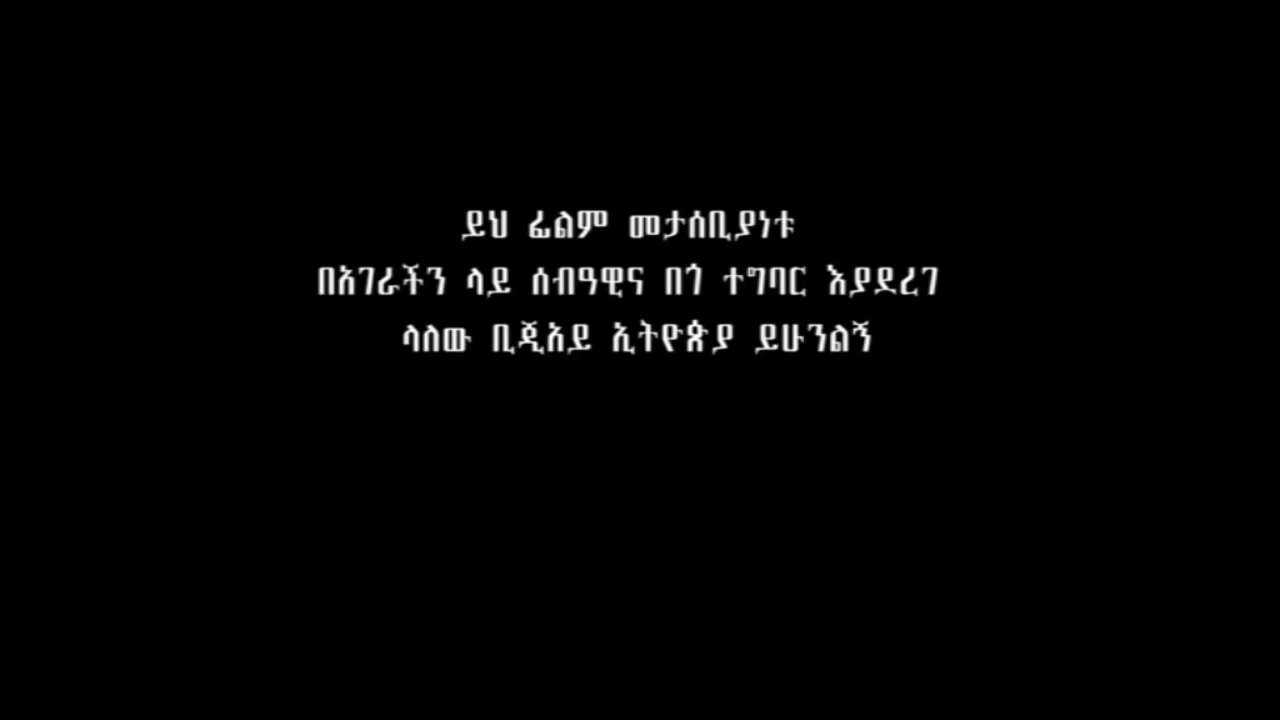 ይህ ፊልም መታሰቢያነቱ
በአገራችን ላይ ሰብዓዊና በጎ ተግባር እያደረገ
ላለው ቢጂአይ ኢትዮጵያ ይሁንልኝ